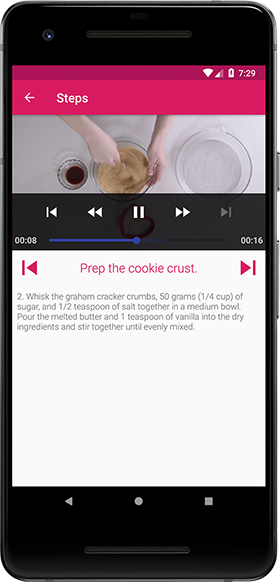 7:29
Steps
00:08
00:16
Prep the cookie crust.
2. Whisk the graham cracker crumbs, 50 grams (1/4 cup) of
sugar, and 1/2 teaspoon of salt together in a medium bowl.
Pour the melted butter and 1 teaspoon of vanilla into the dry
ingredients and stir together until evenly mixed.